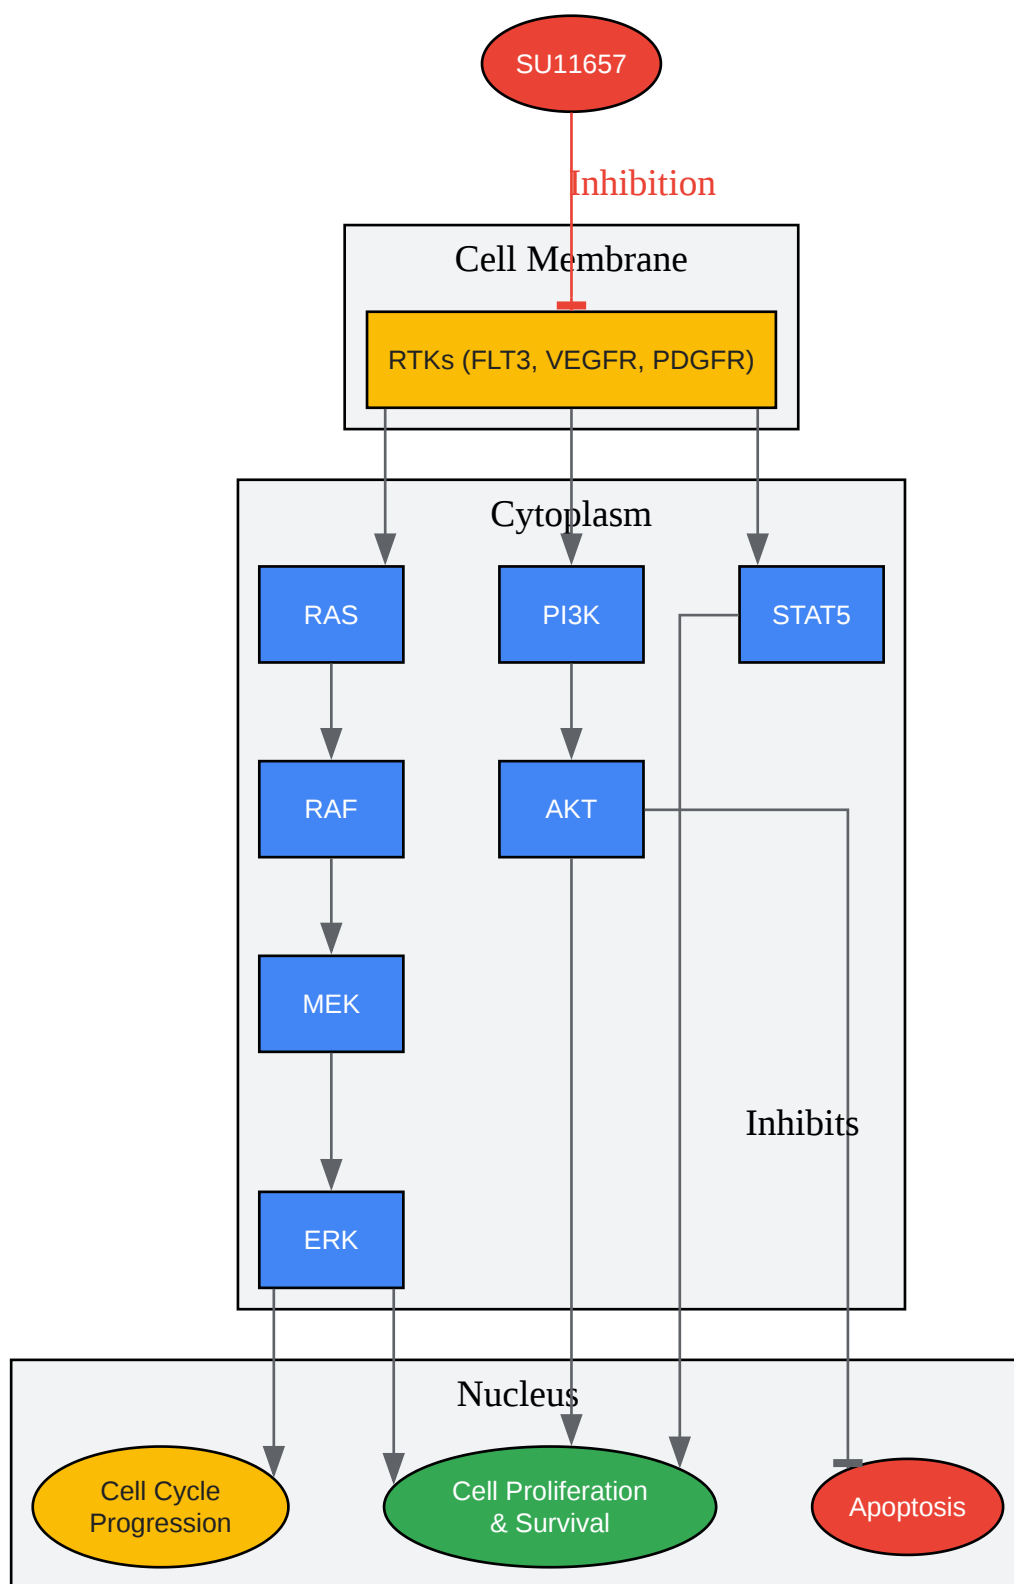 SU11657
Inhibition
Cell Membrane
RTKs (FLT3, VEGFR, PDGFR)
Cytoplasm
RAS
PI3K
STAT5
RAF
AKT
MEK
Inhibits
ERK
Nucleus
Cell Cycle
Progression
Cell Proliferation
& Survival
Apoptosis